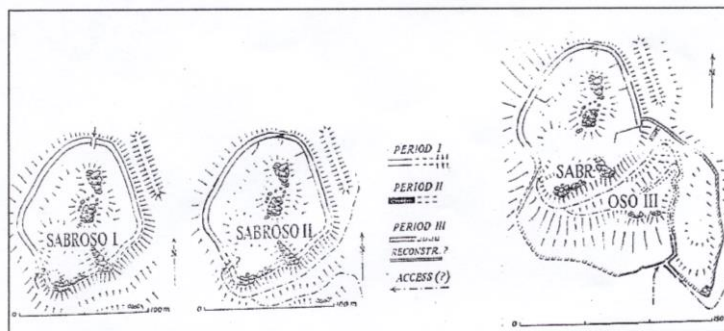 SABROSO I
N
0 100 m
SABROSO II
N
0 100 m
PERIOD I
PERIOD II
PERIOD III
RECONSTR.?
ACCESS (?)
N
SABR
OSO III
0